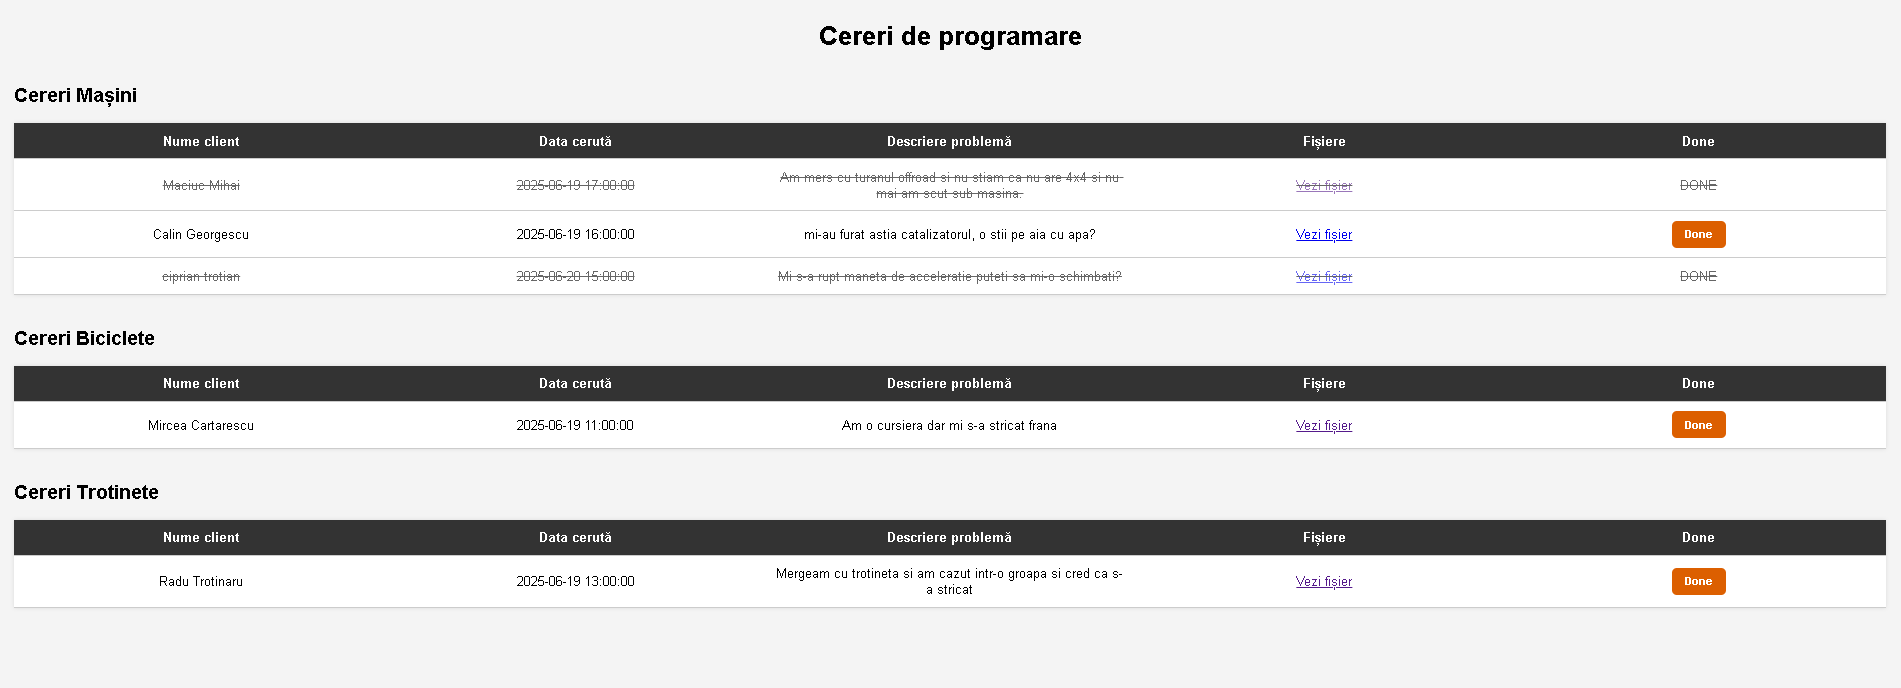 Cereri de programare
Cereri Mașini
Nume client Data cerută Descriere problemă Fișiere Done
Maciuc Mihai 2025-06-19 17:00:00 Am mers cu turanul offroad si nu stiam ca nu are 4x4 si nu
mai am scut sub masina. Vezi fișier DONE
Calin Georgescu 2025-06-19 16:00:00 mi-au furat astia catalizatorul, o stii pe aia cu apa? Vezi fișier Done
ciprian trotian 2025-06-20 15:00:00 Mi s-a rupt maneta de acceleratie puteti sa mi-o schimbati? Vezi fișier DONE
Cereri Biciclete
Nume client Data cerută Descriere problemă Fișiere Done
Mircea Cartarescu 2025-06-19 11:00:00 Am o cursiera dar mi s-a stricat frana Vezi fișier Done
Cereri Trotinete
Nume client Data cerută Descriere problemă Fișiere Done
Radu Trotinaru 2025-06-19 13:00:00 Mergeam cu trotineta si am cazut intr-o groapa si cred ca s-
a stricat Vezi fișier Done